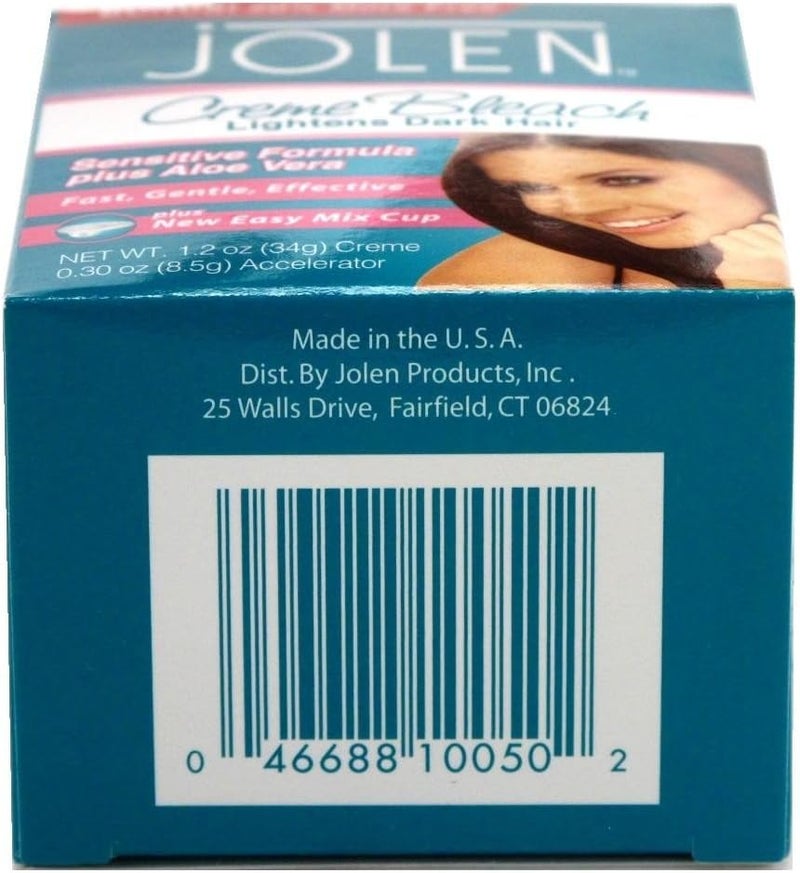 JOLEN™
Creme Bleach
Lightens Dark Hair
Sensitive Formula
plus Aloe Vera
Fast, Gentle, Effective
plus
New Easy Mix Cup
NET WT. 1.2 oz (34g) Creme
0.30 oz (8.5g) Accelerator
Made in the U. S. A.
Dist. By Jolen Products, Inc .
25 Walls Drive, Fairfield, CT 06824
0 46688 10050 2